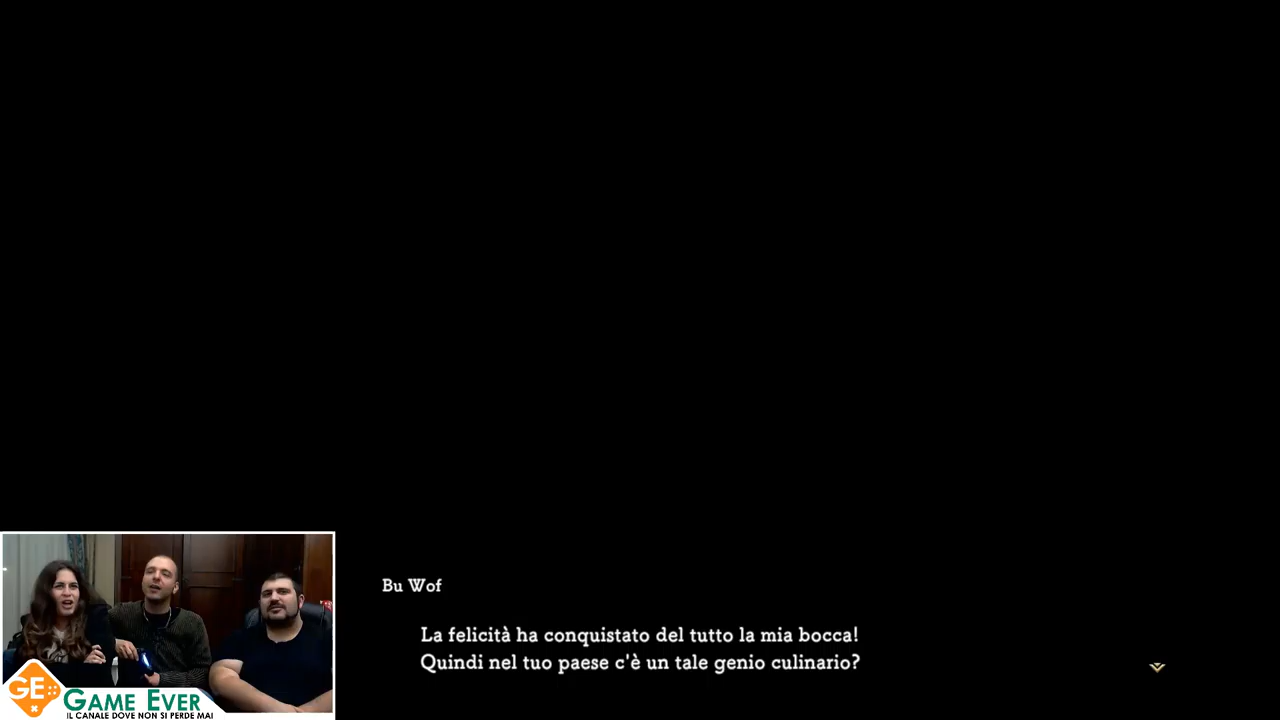 Bu Wof
La felicità ha conquistato del tutto la mia bocca!
Quindi nel tuo paese c'è un tale genio culinario?
GE
GAME EVER
IL CANALE DOVE NON SI PERDE MAI